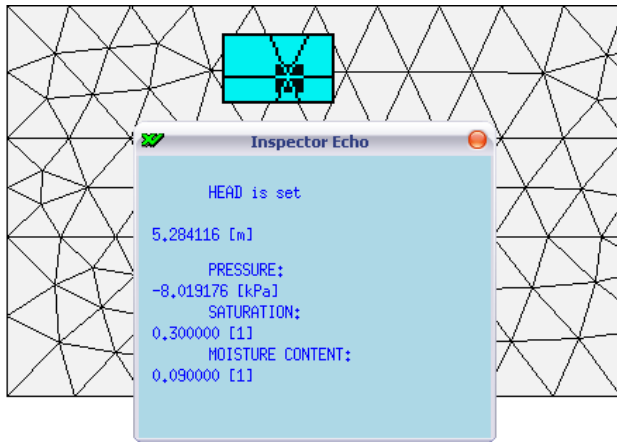 Inspector Echo
HEAD is set
5.284116 [m]
PRESSURE:
-8.019176 [kPa]
SATURATION:
0.300000 [1]
MOISTURE CONTENT:
0.090000 [1]